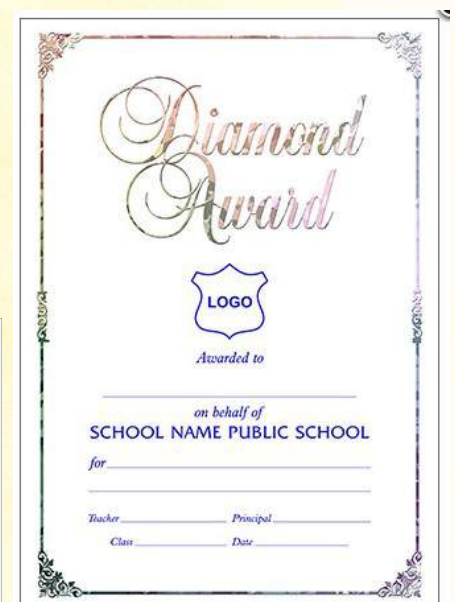 Diamond
Award
LOGO
Awarded to
on behalf of
SCHOOL NAME PUBLIC SCHOOL
for
Teacher Principal
Class Date